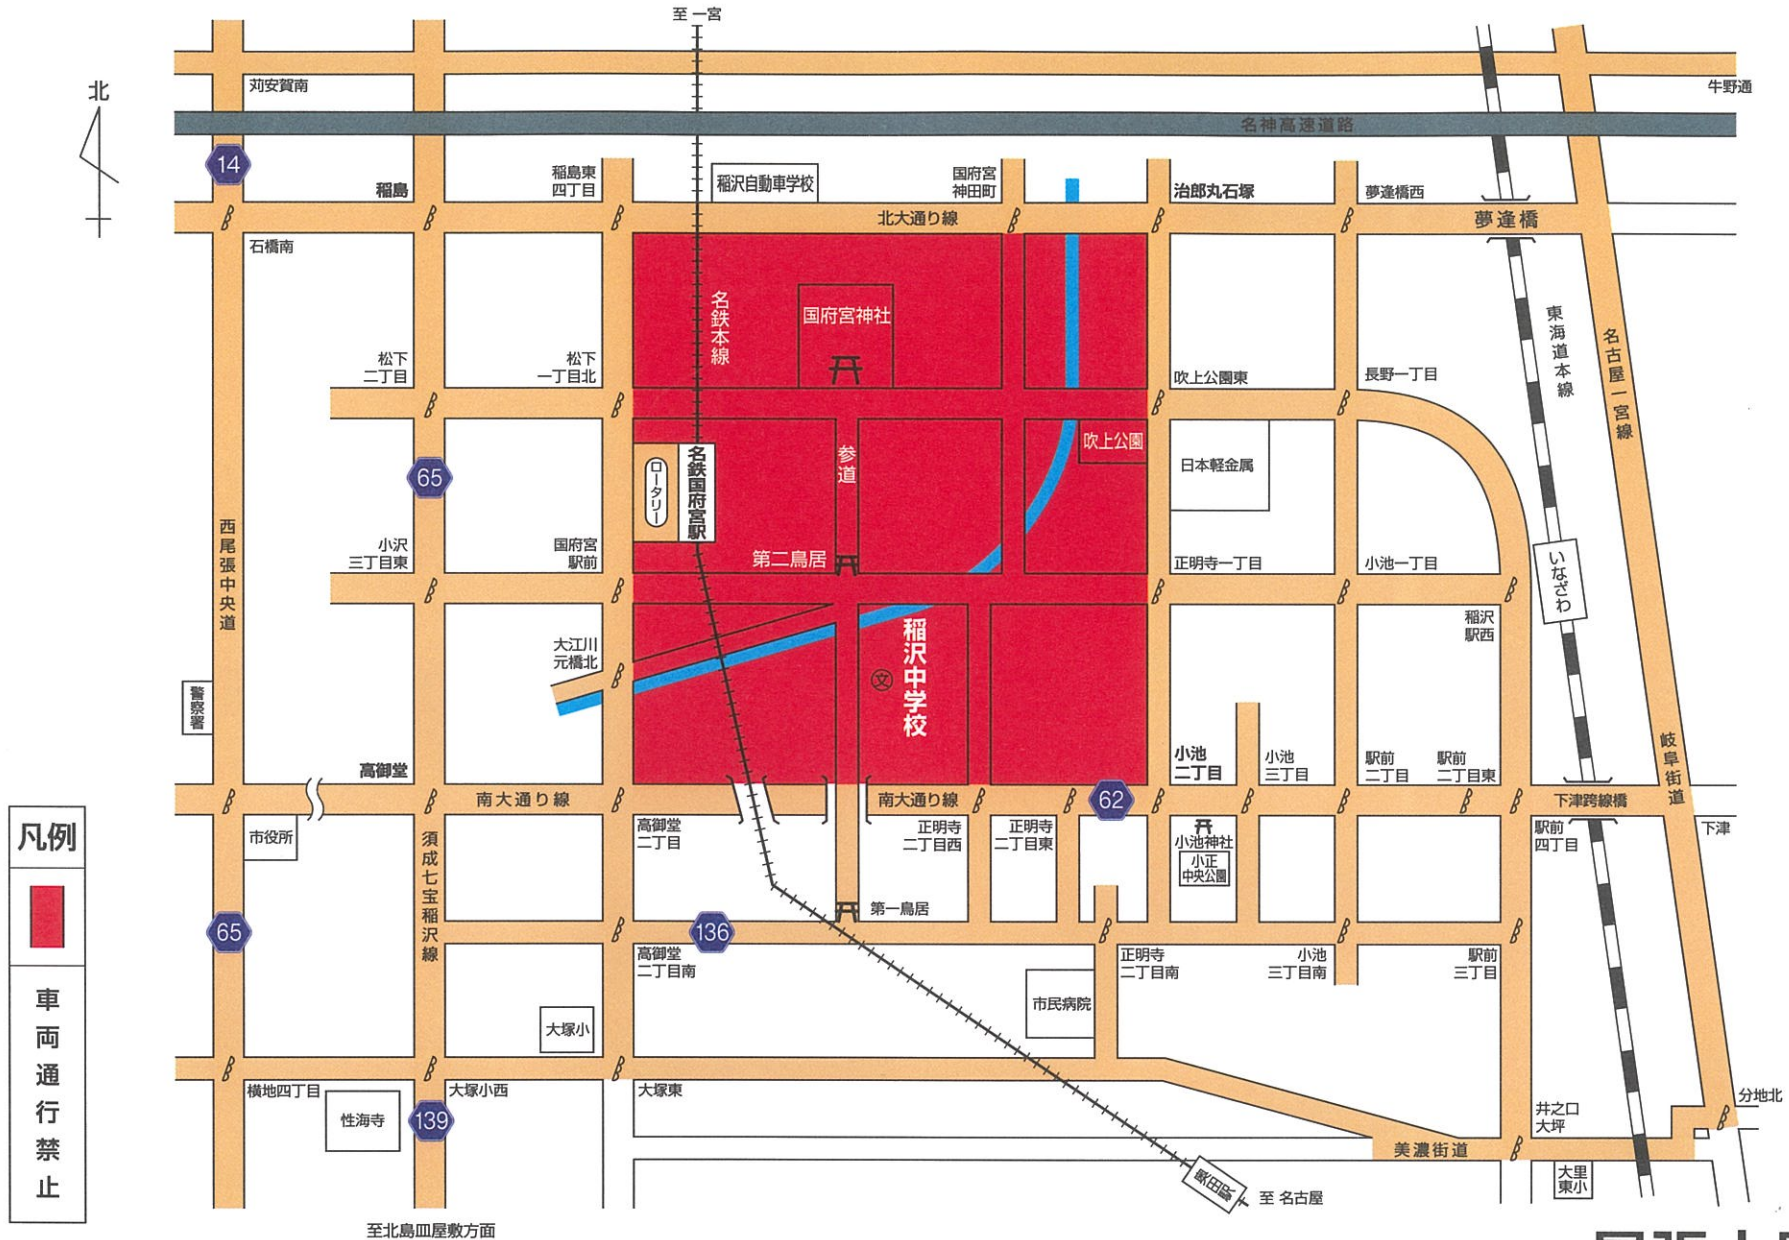 至 一宮
北
苅安賀南
牛野通
名神高速道路
14
稲島
稲島東
四丁目
稲沢自動車学校
国府宮
神田町
治郎丸石塚
夢逢橋西
北大通り線
夢逢橋
石橋南
名鉄本線
国府宮神社
東海道本線
名古屋一宮線
松下
二丁目
松下
一丁目北
吹上公園東
長野一丁目
65
ロータリー
名鉄国府宮駅
参道
吹上公園
日本軽金属
西尾張中央道
小沢
三丁目東
国府宮
駅前
第二鳥居
正明寺一丁目
小池一丁目
いなざわ
大江川
元橋北
稲沢中学校
文
稲沢
駅西
警察署
高御堂
小池
二丁目
小池
三丁目
駅前
二丁目
駅前
二丁目東
岐阜街道
南大通り線
南大通り線
62
下津跨線橋
凡例
車両通行禁止
市役所
須成七宝稲沢線
高御堂
二丁目
正明寺
二丁目西
正明寺
二丁目東
小池神社
小正
中央公園
駅前
四丁目
下津
第一鳥居
65
136
高御堂
二丁目南
正明寺
二丁目南
小池
三丁目南
駅前
三丁目
市民病院
大塚小
横地四丁目
大塚小西
大塚東
分地北
性海寺
139
井之口
大坪
美濃街道
大里
東小
奥田駅
至 名古屋
至北島皿屋敷方面